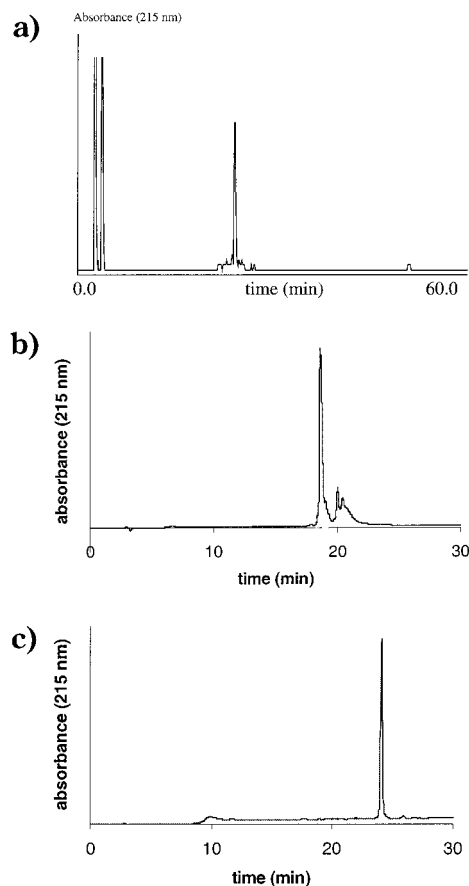 a)
Absorbance (215 nm)
0.0 time (min) 60.0
b)
absorbance (215 nm)
0 10 20 30
time (min)
c)
absorbance (215 nm)
0 10 20 30
time (min)